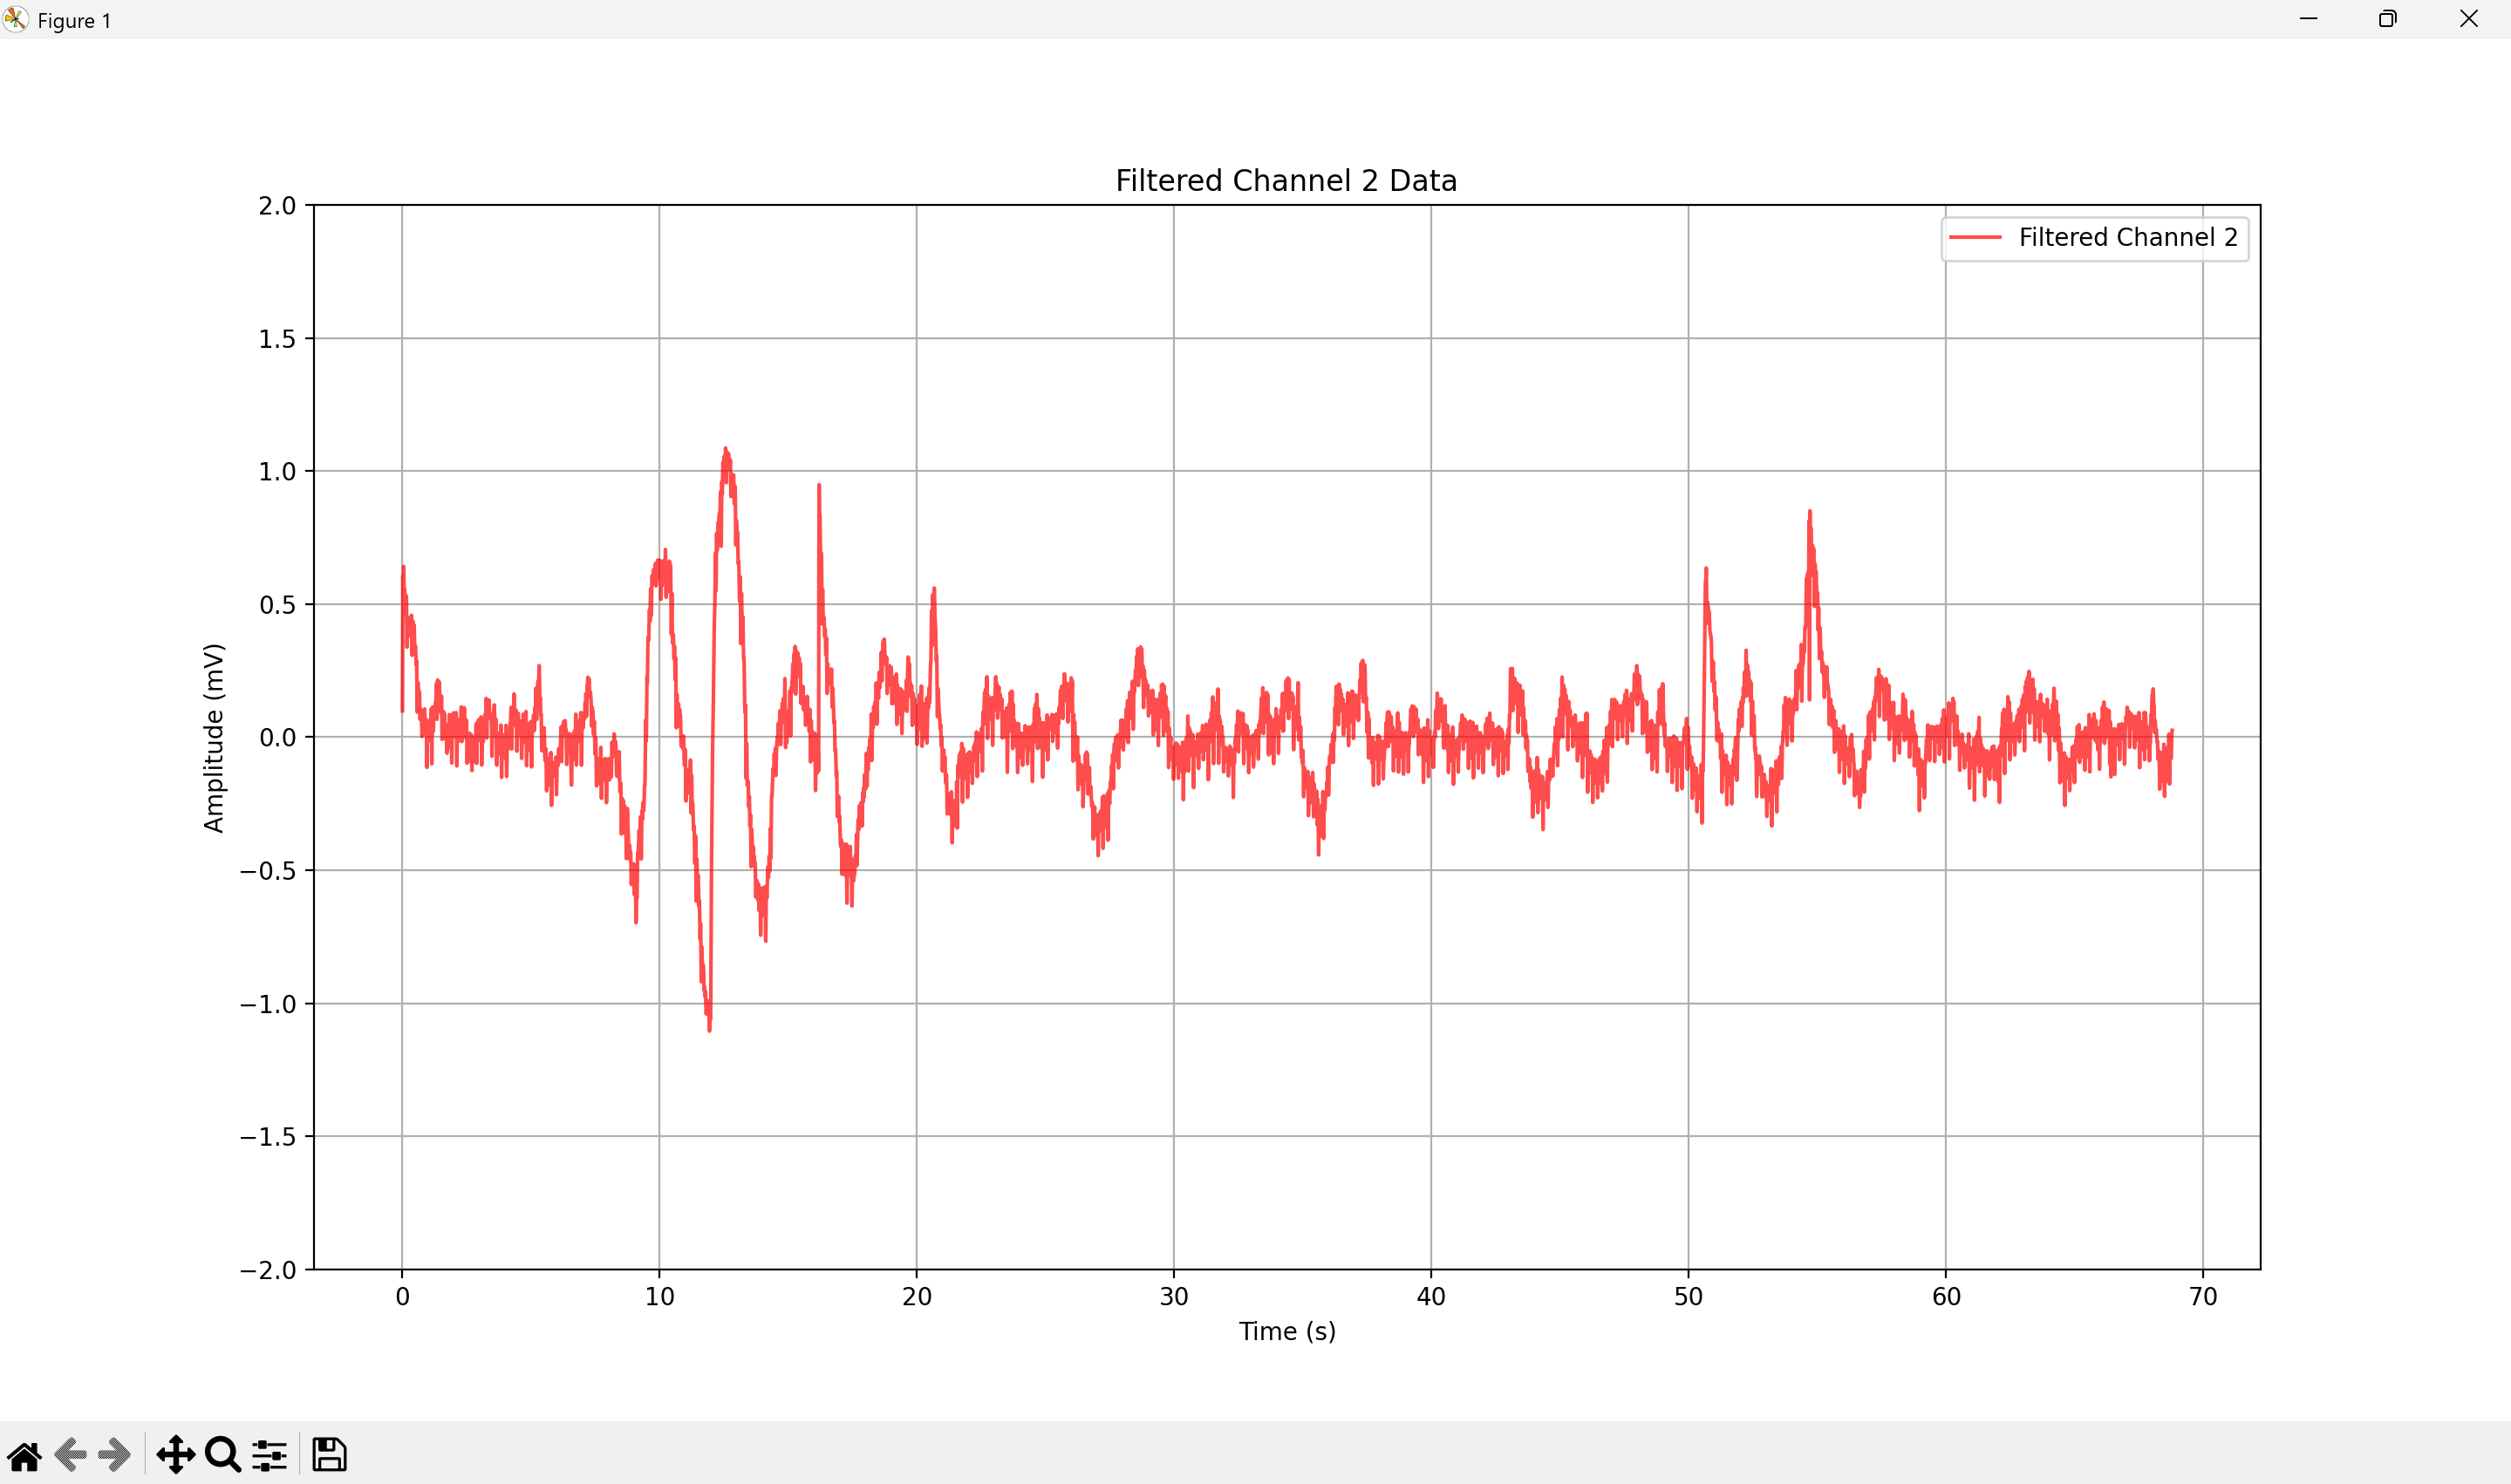 Figure 1
Filtered Channel 2 Data
Filtered Channel 2
Amplitude (mV)
2.0
1.5
1.0
0.5
0.0
−0.5
−1.0
−1.5
−2.0
0 10 20 30 40 50 60 70
Time (s)